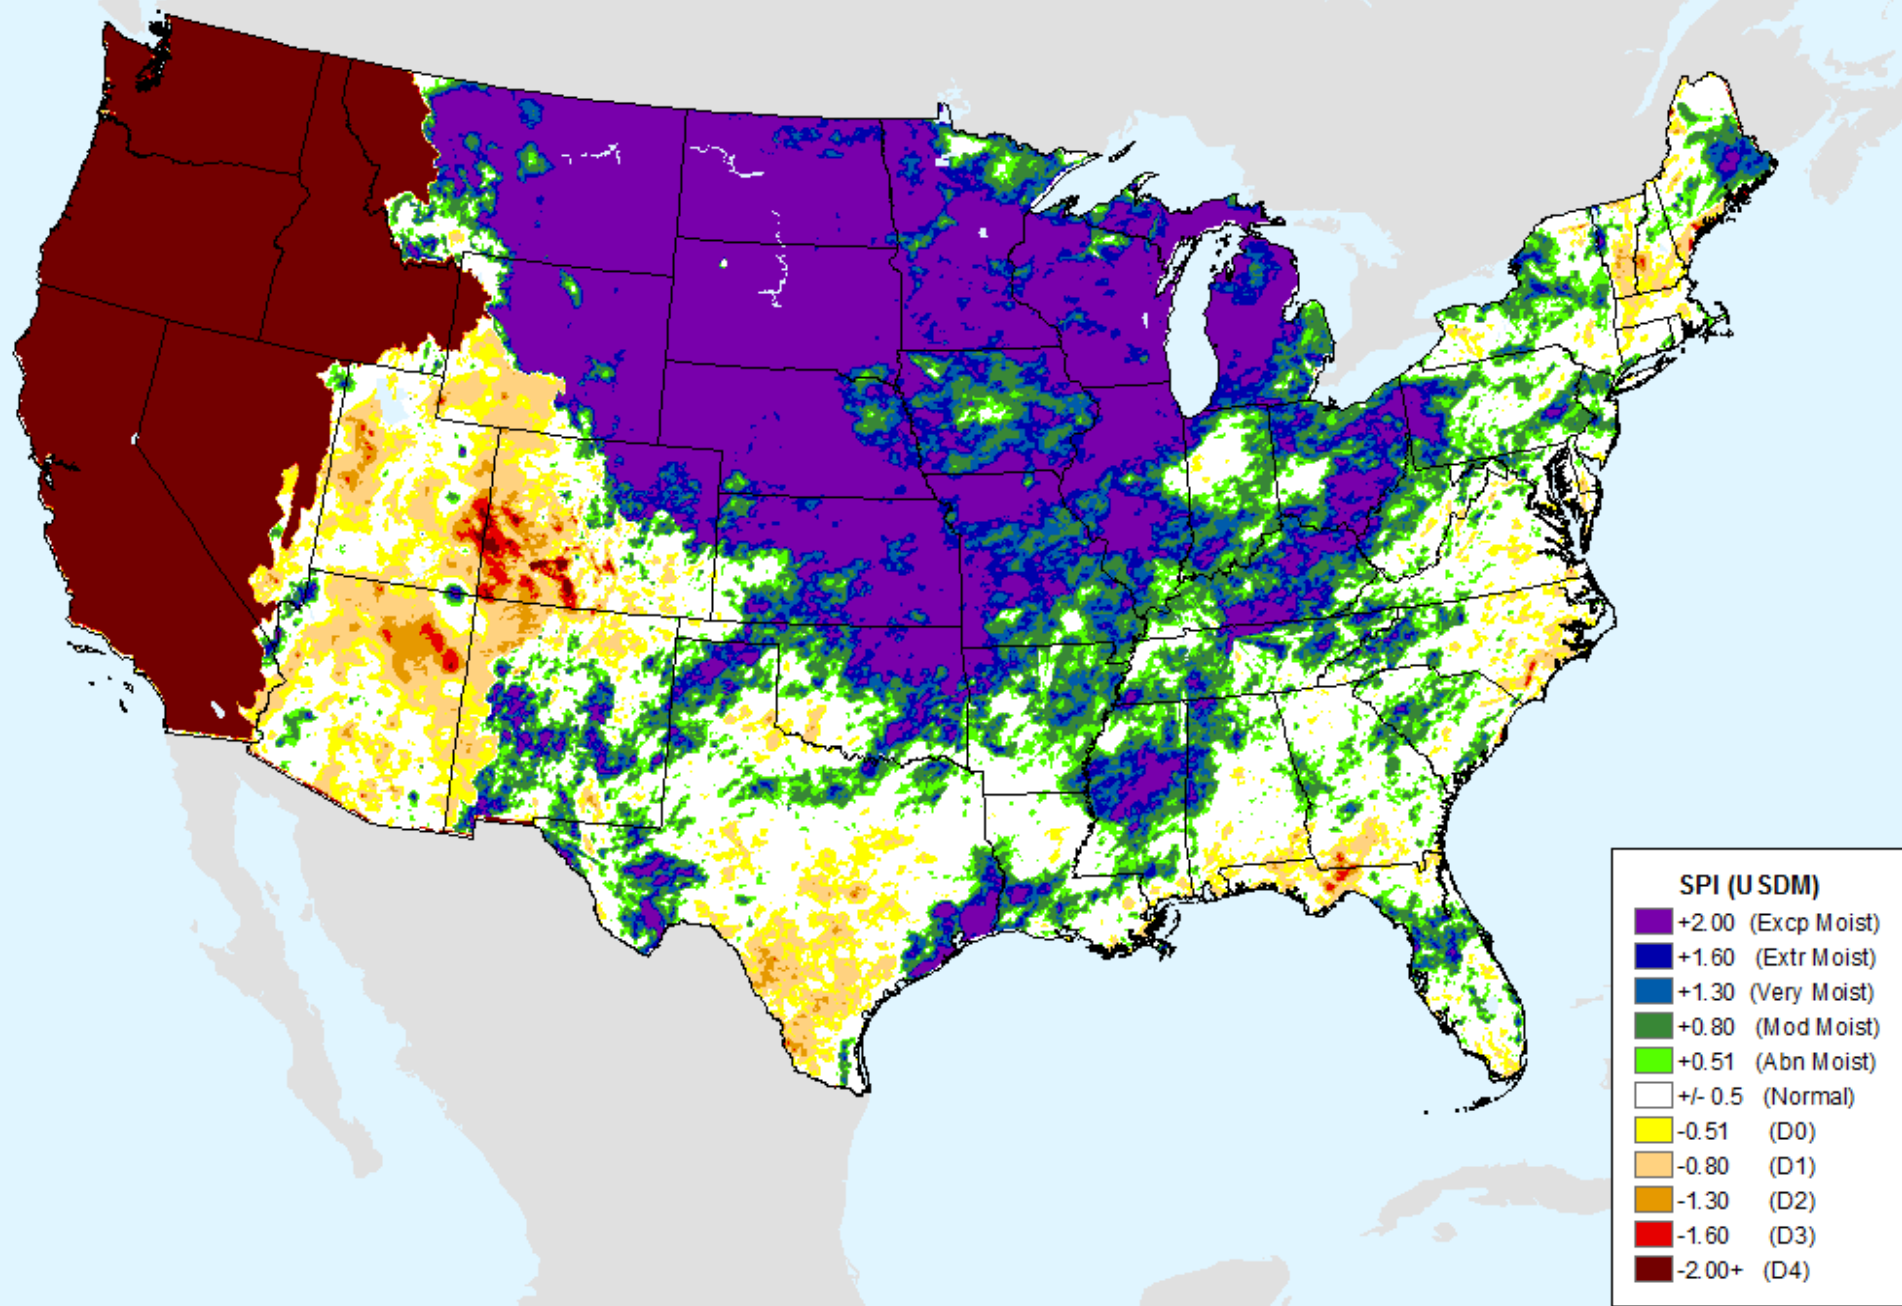 SPI (USDM)
+2.00 (Excp Moist)
+1.60 (Extr Moist)
+1.30 (Very Moist)
+0.80 (Mod Moist)
+0.51 (Abn Moist)
+/- 0.5 (Normal)
-0.51 (D0)
-0.80 (D1)
-1.30 (D2)
-1.60 (D3)
-2.00+ (D4)